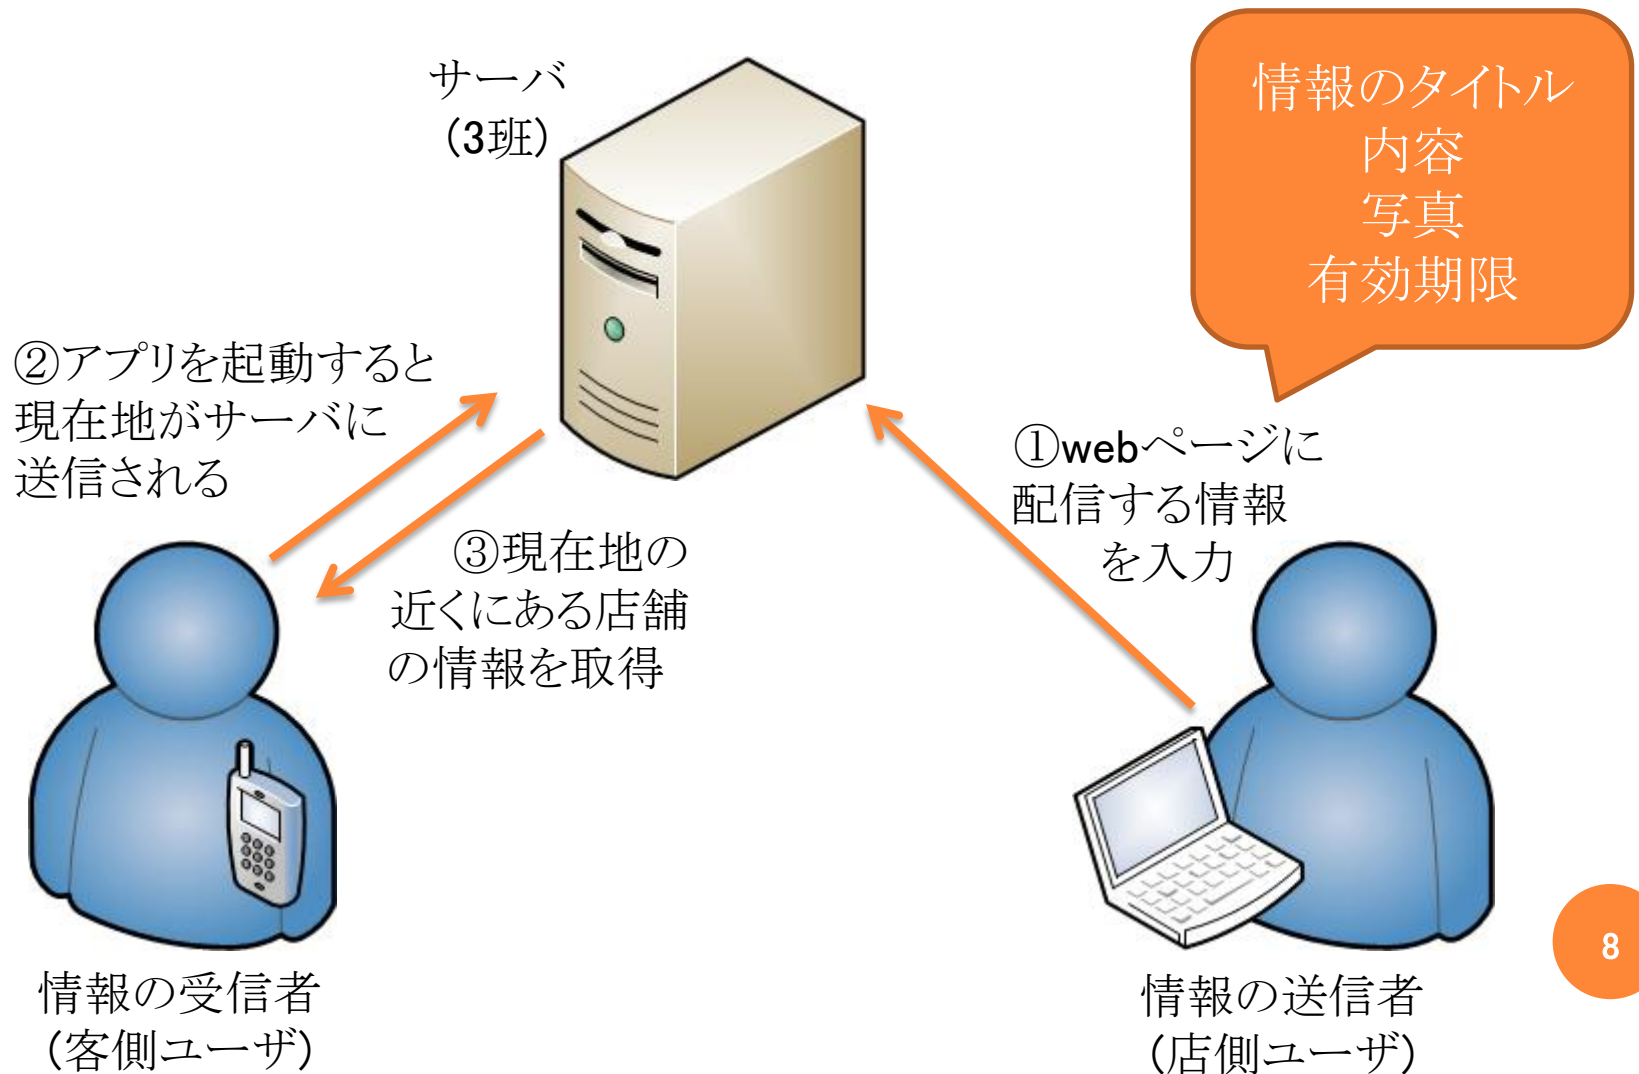 サーバ
(3班)
情報のタイトル
内容
写真
有効期限
②アプリを起動すると
現在地がサーバに
送信される
①webページに
配信する情報
を入力
③現在地の
近くにある店舗
の情報を取得
情報の受信者
(客側ユーザ)
情報の送信者
(店側ユーザ)
8